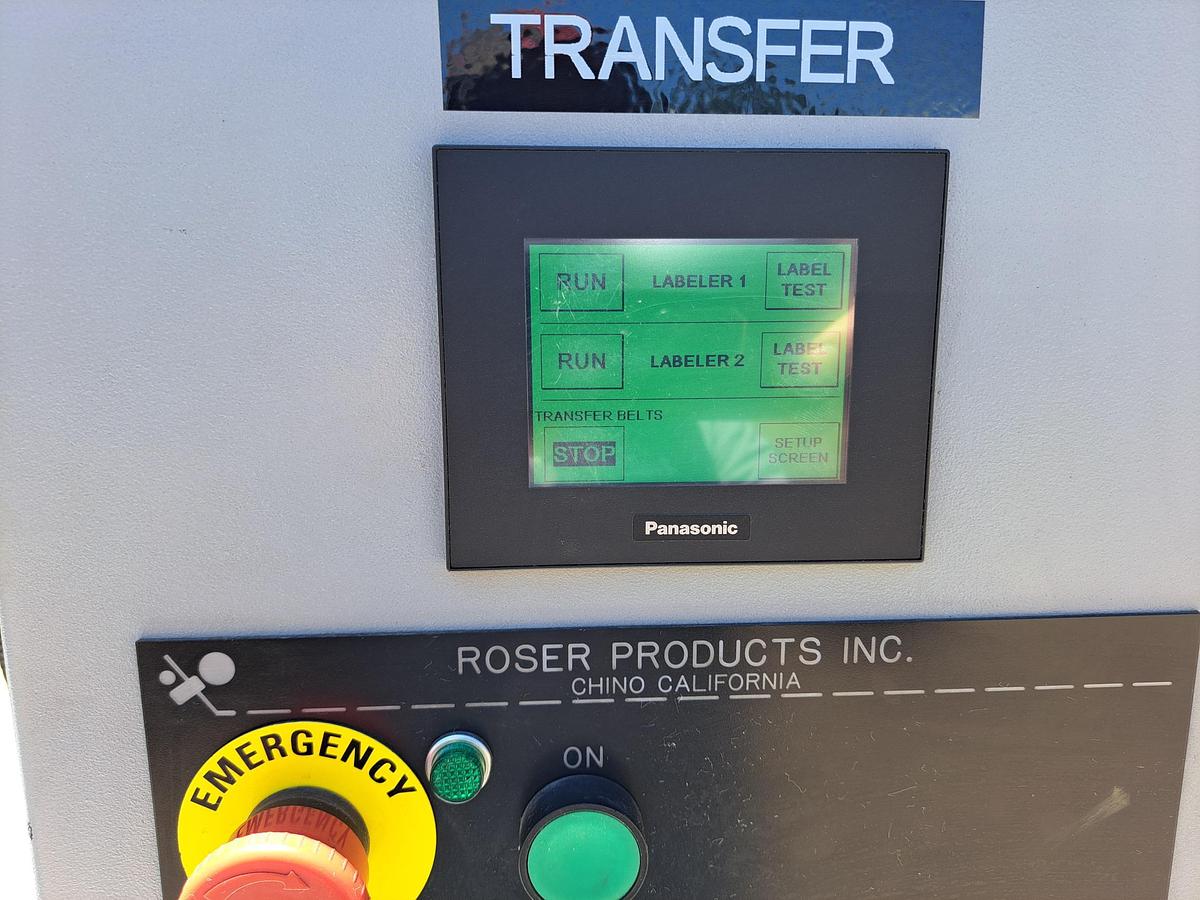 TRANSFER
RUN LABELER 1 LABEL TEST
RUN LABELER 2 LABEL TEST
TRANSFER BELTS
STOP SETUP SCREEN
Panasonic
ROSER PRODUCTS INC.
CHINO CALIFORNIA
EMERGENCY
ON
EMERGENCY